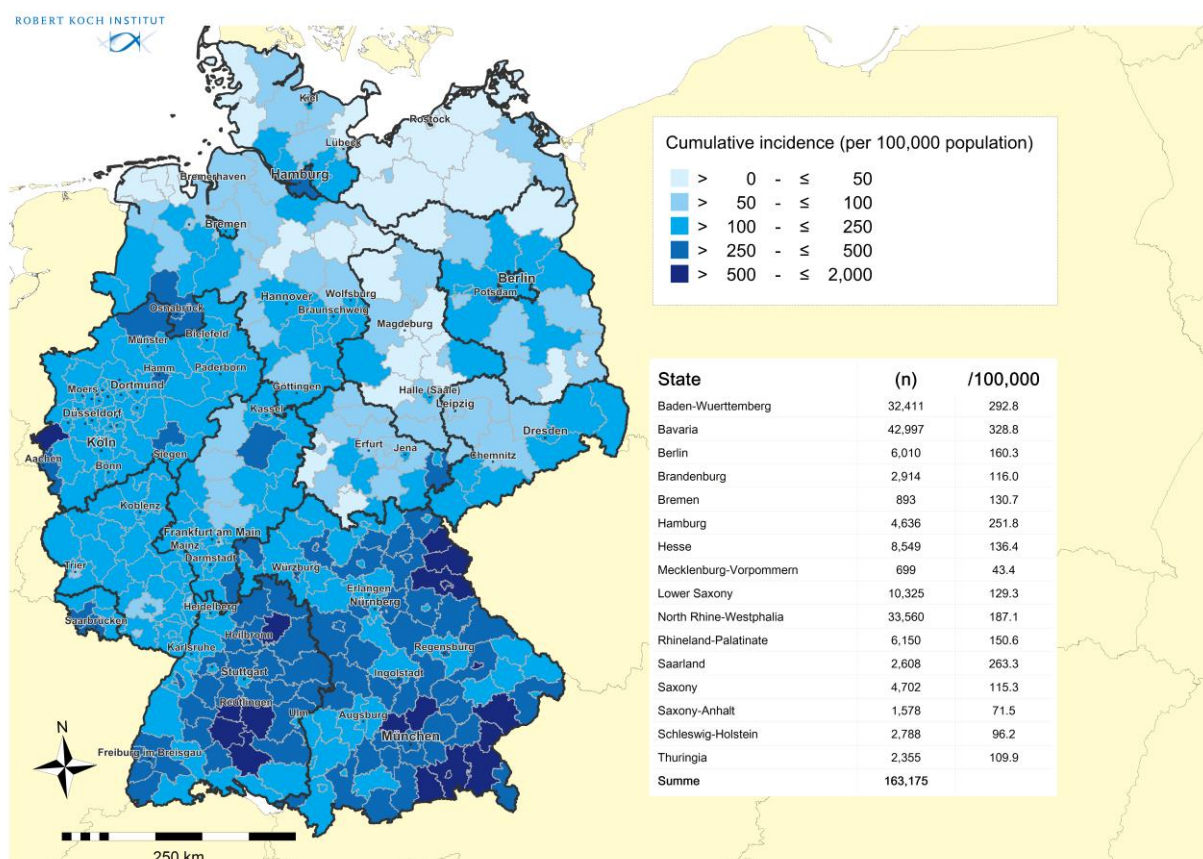 ROBERT KOCH INSTITUT
Kiel
Rostock
Lübeck
Bremerhaven
Hamburg
Bremen
Berlin
Potsdam
Hannover
Wolfsburg
Braunschweig
Osnabrück
Magdeburg
Münster
Bielefeld
Hamm
Paderborn
Moers
Dortmund
Göttingen
Halle (Saale)
Leipzig
Düsseldorf
Kassel
Dresden
Köln
Erfurt
Jena
Aachen
Siegen
Chemnitz
Bonn
Koblenz
Frankfurt am Main
Mainz
Darmstadt
Trier
Würzburg
Erlangen
Nürnberg
Heidelberg
Saarbrücken
Heilbronn
Karlsruhe
Regensburg
Stuttgart
Ingolstadt
Reutlingen
Ulm
Augsburg
München
Freiburg im Breisgau
N
250 km
Cumulative incidence (per 100,000 population)
> 0 - ≤ 50
> 50 - ≤ 100
> 100 - ≤ 250
> 250 - ≤ 500
> 500 - ≤ 2,000
State (n) /100,000
Baden-Wuerttemberg 32,411 292.8
Bavaria 42,997 328.8
Berlin 6,010 160.3
Brandenburg 2,914 116.0
Bremen 893 130.7
Hamburg 4,636 251.8
Hesse 8,549 136.4
Mecklenburg-Vorpommern 699 43.4
Lower Saxony 10,325 129.3
North Rhine-Westphalia 33,560 187.1
Rhineland-Palatinate 6,150 150.6
Saarland 2,608 263.3
Saxony 4,702 115.3
Saxony-Anhalt 1,578 71.5
Schleswig-Holstein 2,788 96.2
Thuringia 2,355 109.9
Summe 163,175